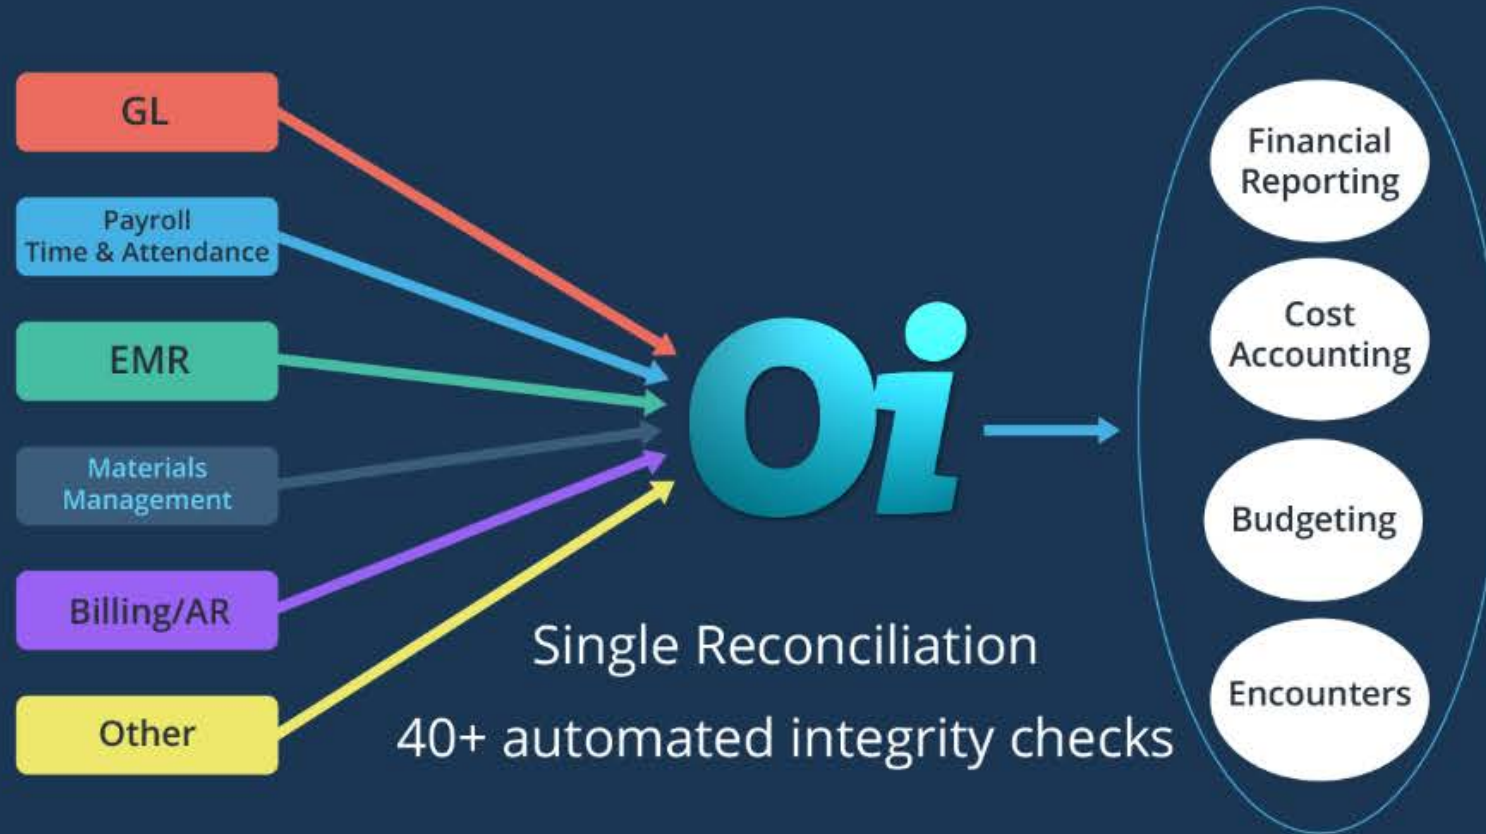 GL
Payroll
Time & Attendance
EMR
Materials
Management
Billing/AR
Other
Oi
Single Reconciliation
40+ automated integrity checks
Financial
Reporting
Cost
Accounting
Budgeting
Encounters